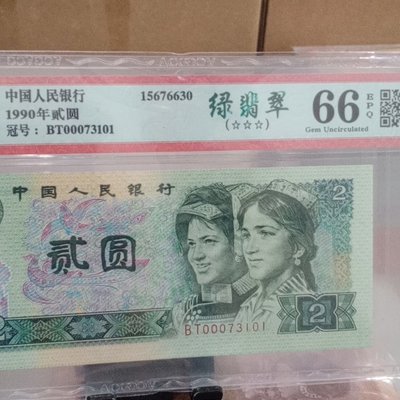 中国人民银行
1990年贰圆
冠号：BT00073101
15676630
绿翡翠
(☆☆☆)
66
EPQ
Gem Uncirculated
中国人民银行
贰圆
2
2
BT00073101